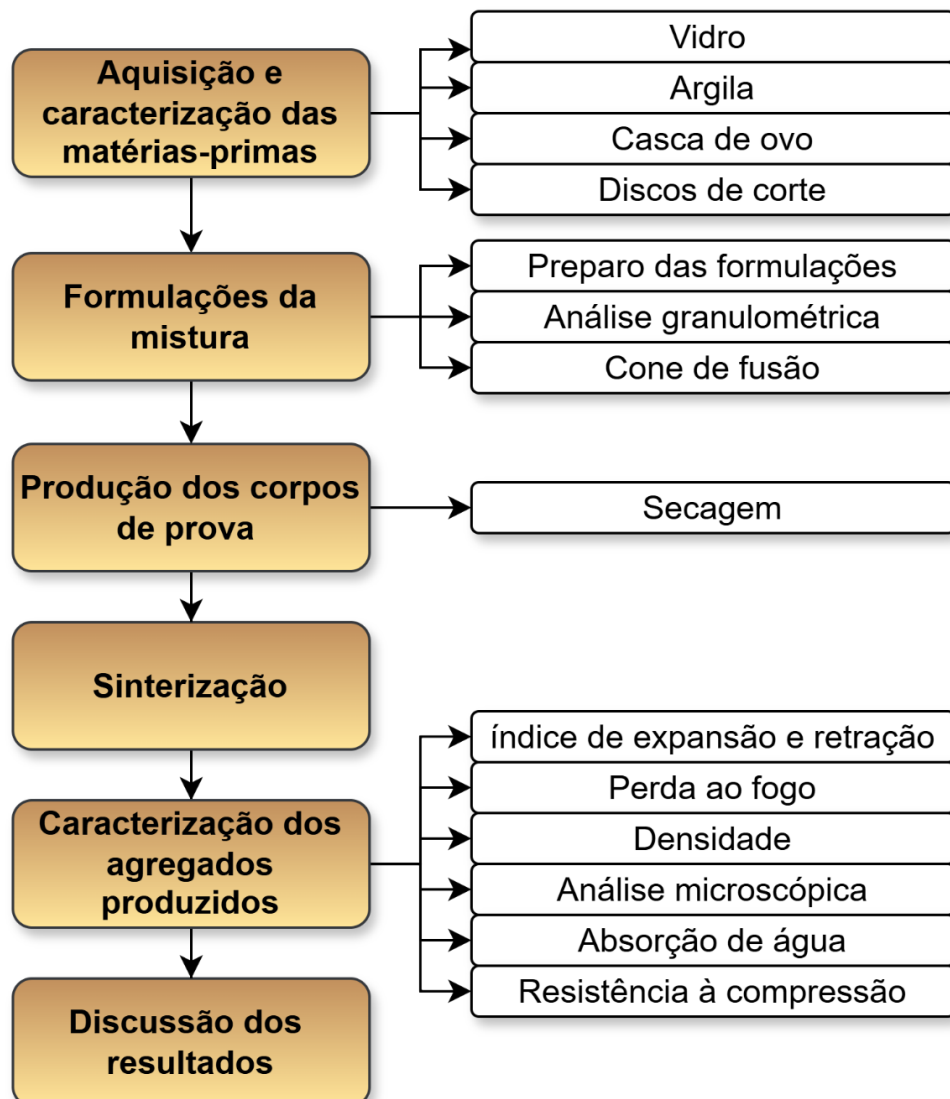 Aquisição e
caracterização das
matérias-primas
Vidro
Argila
Casca de ovo
Discos de corte
Formulações da
mistura
Preparo das formulações
Análise granulométrica
Cone de fusão
Produção dos corpos
de prova
Secagem
Sinterização
Caracterização dos
agregados
produzidos
índice de expansão e retração
Perda ao fogo
Densidade
Análise microscópica
Absorção de água
Resistência à compressão
Discussão dos
resultados